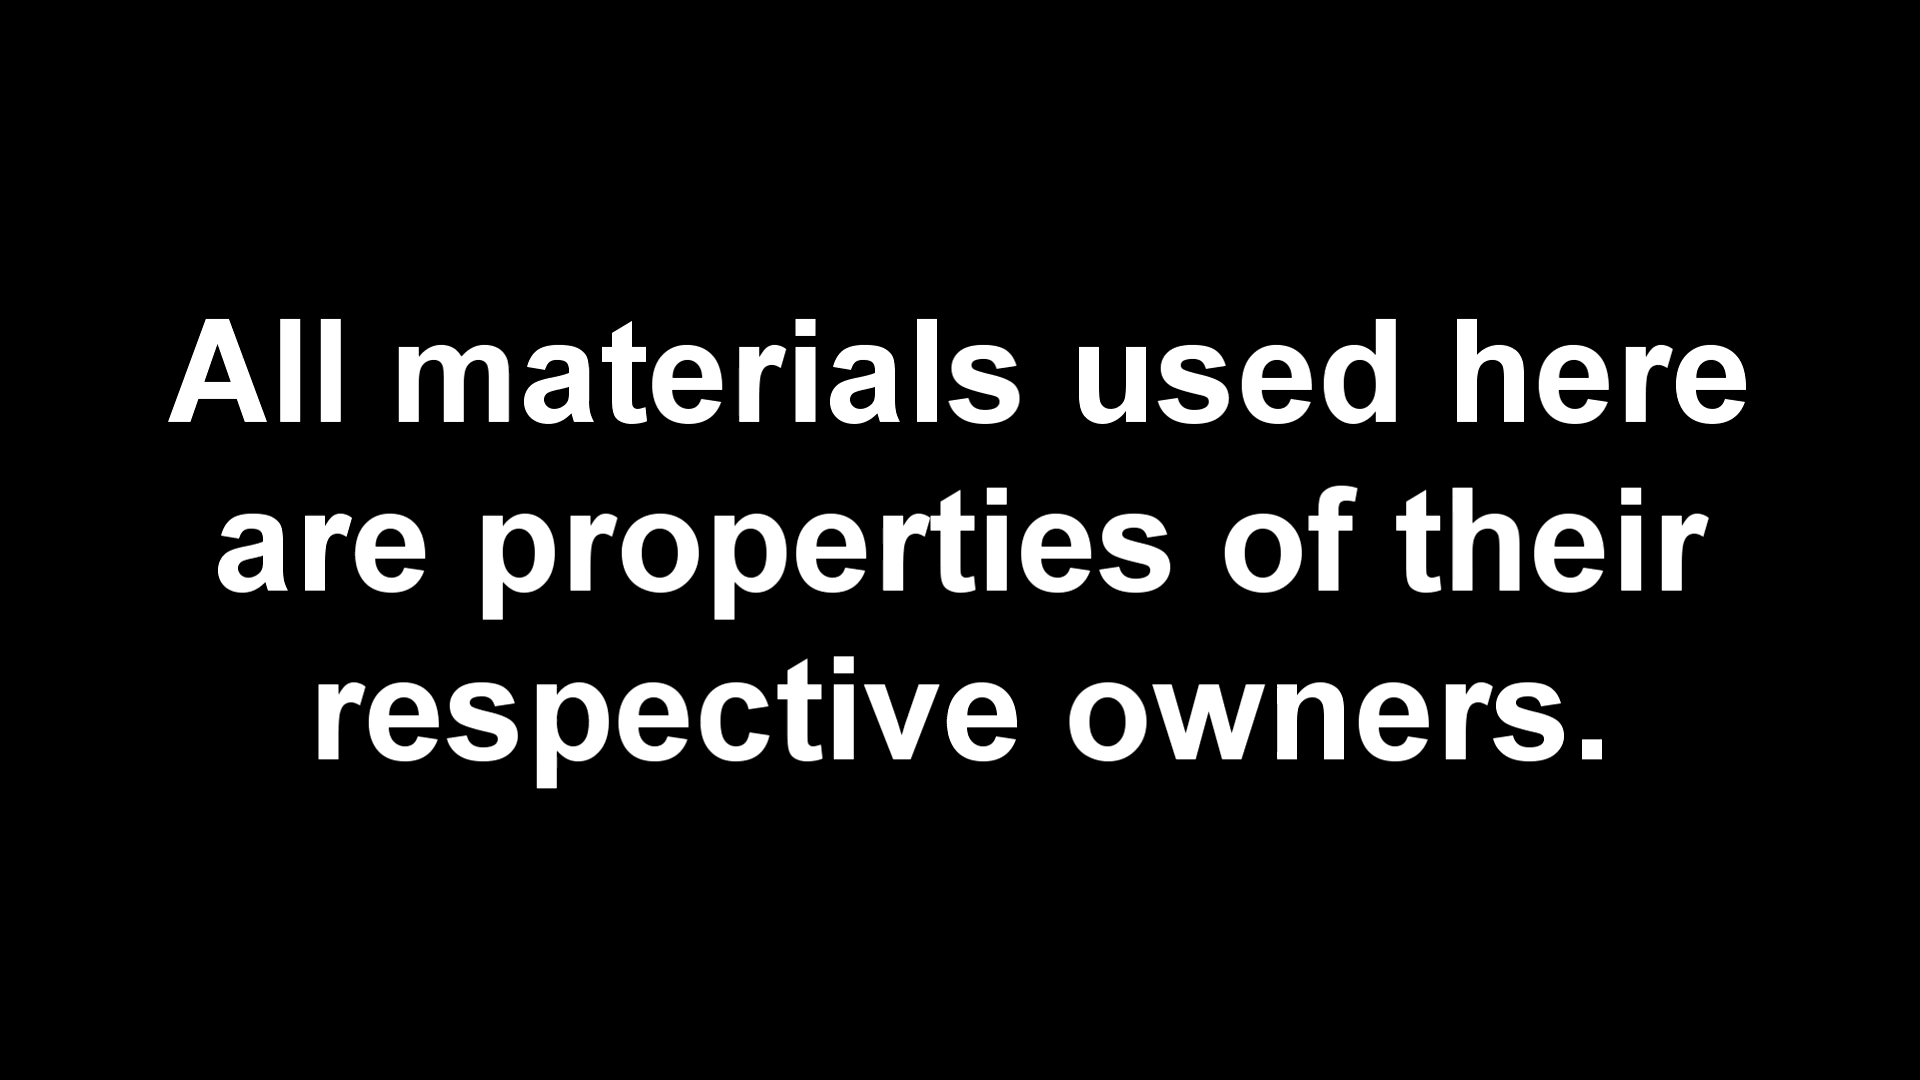 All materials used here
are properties of their
respective owners.